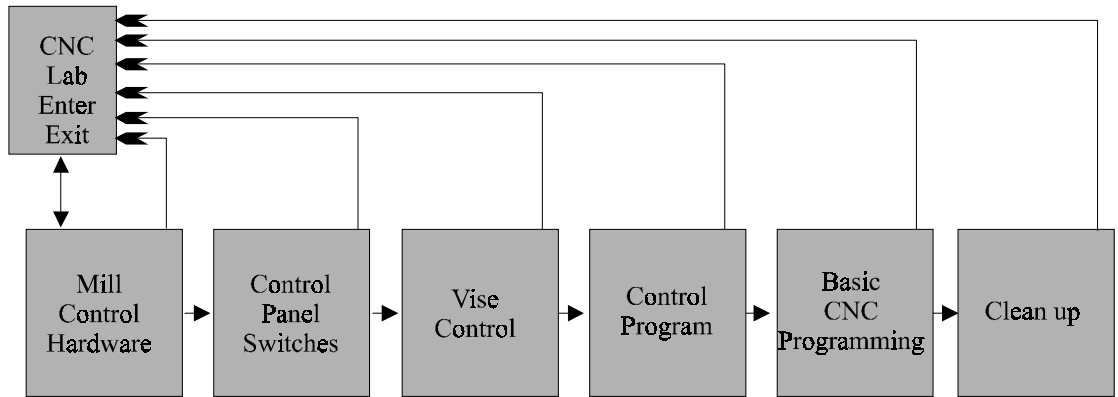 CNC
Lab
Enter
Exit
Mill
Control
Hardware
Control
Panel
Switches
Vise
Control
Control
Program
Basic
CNC
Programming
Clean up